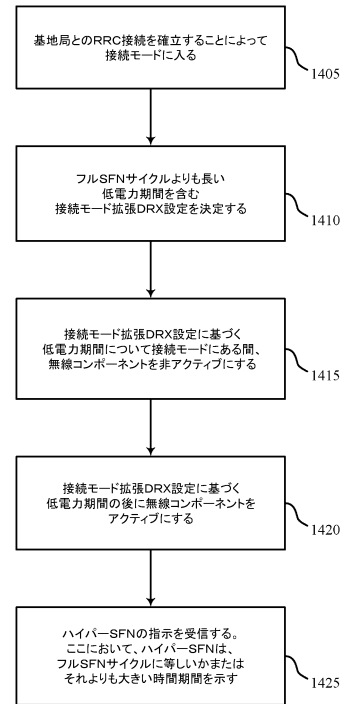 基地局とのRRC接続を確立することによって
接続モードに入る
1405
フルSFNサイクルよりも長い
低電力期間を含む
接続モード拡張DRX設定を決定する
1410
接続モード拡張DRX設定に基づく
低電力期間について接続モードにある間、
無線コンポーネントを非アクティブにする
1415
接続モード拡張DRX設定に基づく
低電力期間の後に無線コンポーネントを
アクティブにする
1420
ハイパーSFNの指示を受信する。
ここにおいて、ハイパーSFNは、
フルSFNサイクルに等しいかまたは
それよりも大きい時間期間を示す
1425